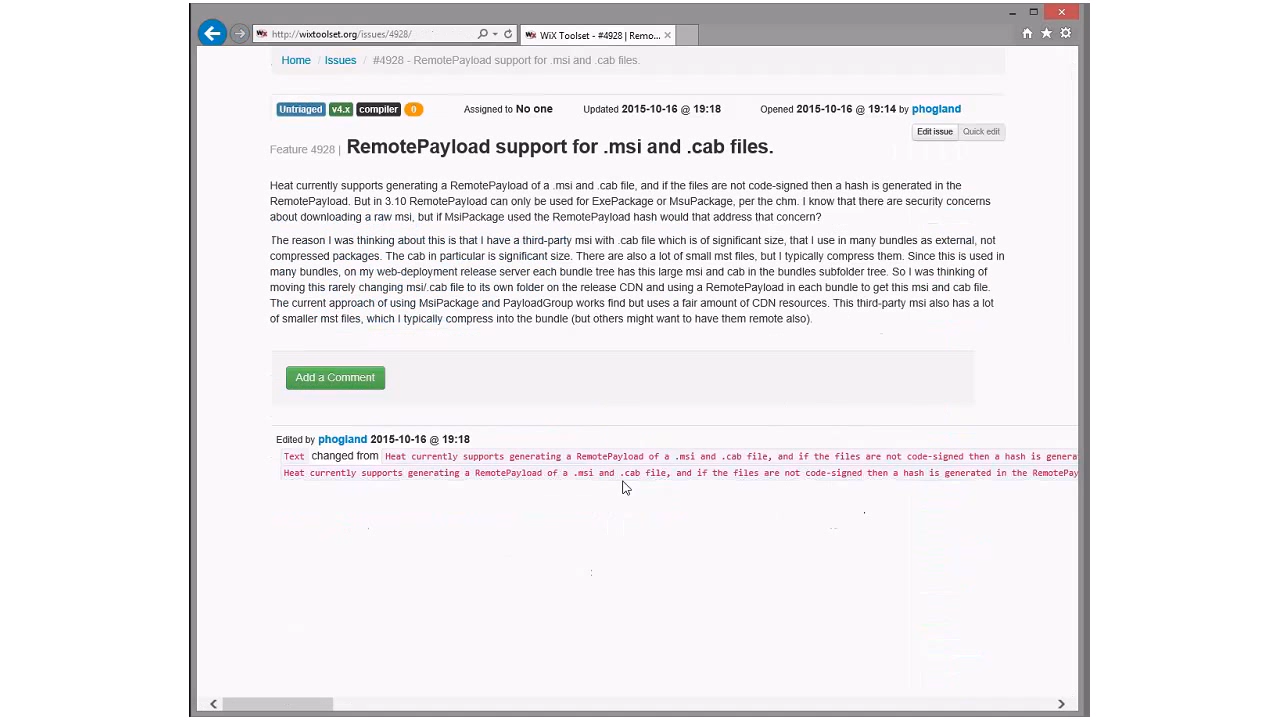 http://wixtoolset.org/issues/4928/
WiX Toolset - #4928 | Remo...
Home / Issues / #4928 - RemotePayload support for .msi and .cab files.
Untriaged v4.x compiler 0 Assigned to No one Updated 2015-10-16 @ 19:18 Opened 2015-10-16 @ 19:14 by phogland
Edit issue Quick edit
Feature 4928 | RemotePayload support for .msi and .cab files.
Heat currently supports generating a RemotePayload of a .msi and .cab file, and if the files are not code-signed then a hash is generated in the
RemotePayload. But in 3.10 RemotePayload can only be used for ExePackage or MsuPackage, per the chm. I know that there are security concerns
about downloading a raw msi, but if MsiPackage used the RemotePayload hash would that address that concern?
The reason I was thinking about this is that I have a third-party msi with .cab file which is of significant size, that I use in many bundles as external, not
compressed packages. The cab in particular is significant size. There are also a lot of small mst files, but I typically compress them. Since this is used in
many bundles, on my web-deployment release server each bundle tree has this large msi and cab in the bundles subfolder tree. So I was thinking of
moving this rarely changing msi/.cab file to its own folder on the release CDN and using a RemotePayload in each bundle to get this msi and cab file.
The current approach of using MsiPackage and PayloadGroup works find but uses a fair amount of CDN resources. This third-party msi also has a lot
of smaller mst files, which I typically compress into the bundle (but others might want to have them remote also).
Add a Comment
Edited by phogland 2015-10-16 @ 19:18
Text changed from Heat currently supports generating a RemotePayload of a .msi and .cab file, and if the files are not code-signed then a hash is genera
Heat currently supports generating a RemotePayload of a .msi and .cab file, and if the files are not code-signed then a hash is generated in the RemotePay